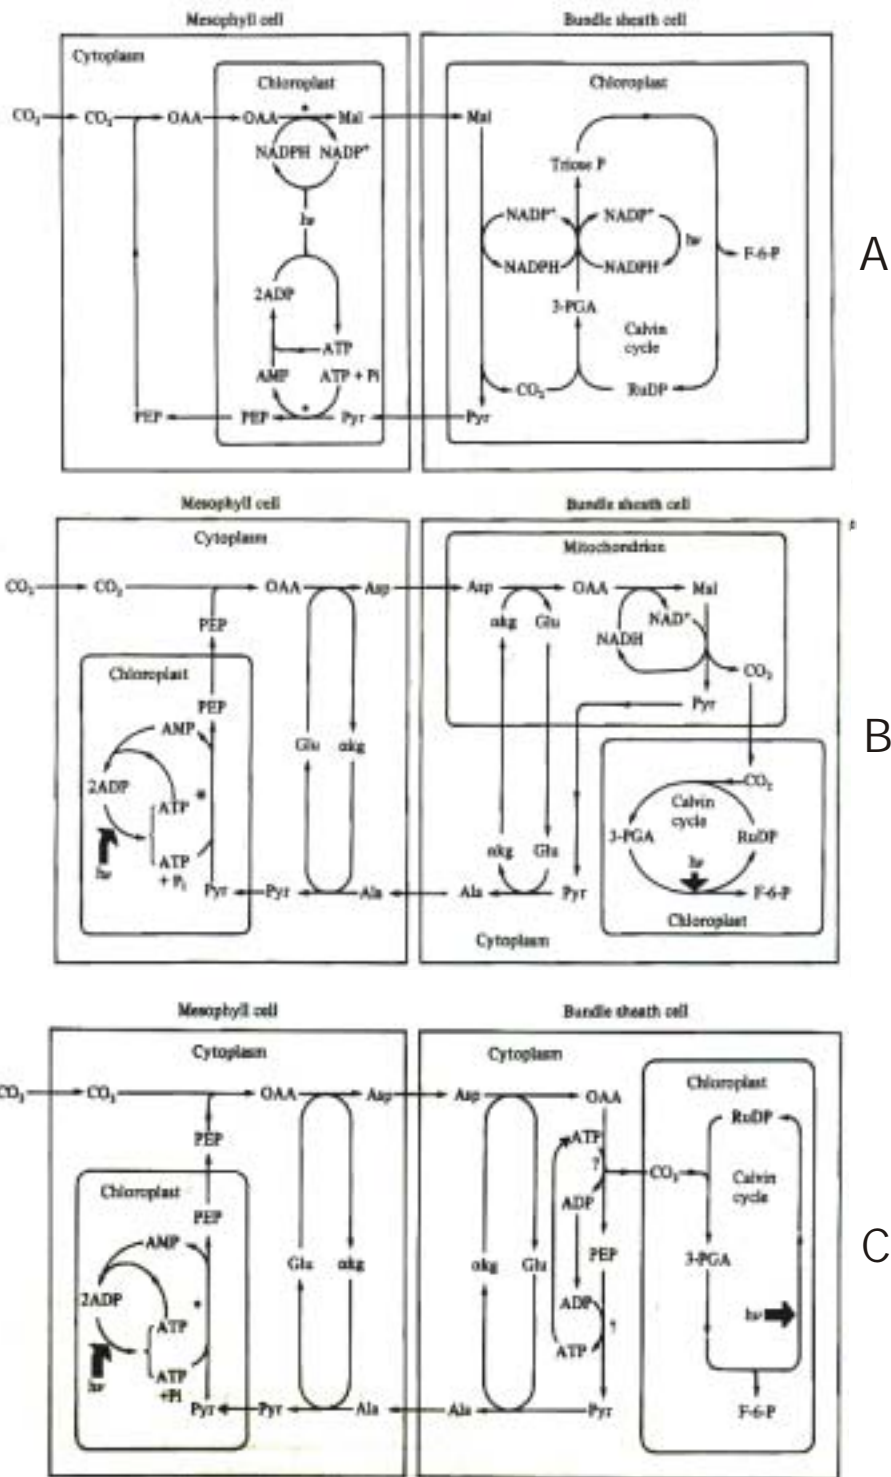 Mesophyll cell
Bundle sheath cell
Cytoplasm
Chloroplast
Chloroplast
CO₂ CO₂ OAA OAA * Mal Mal
NADPH NADP⁺
Triose P
hν
NADP⁺ NADP⁺
hν F-6-P
A
NADPH NADPH
2ADP
3-PGA
Calvin
cycle
ATP
AMP ATP + Pi
CO₂ RuDP
PEP PEP * Pyr Pyr
Mesophyll cell
Bundle sheath cell
Cytoplasm
Mitochondrion
CO₂ CO₂ OAA Asp Asp OAA Mal
PEP
αkg Glu NADH NAD⁺
Chloroplast
CO₂
PEP
Pyr
AMP
Glu αkg
B
2ADP
ATP *
CO₂
Calvin
cycle
3-PGA RuDP
hν
ATP
+ Pi
hν
αkg Glu
Pyr Pyr Ala Ala Pyr
F-6-P
Chloroplast
Cytoplasm
Mesophyll cell
Bundle sheath cell
Cytoplasm
Cytoplasm
Chloroplast
CO₂ CO₂ OAA Asp Asp OAA
RuDP
PEP
ATP
?
CO₂
Calvin
cycle
Chloroplast
ADP
PEP
AMP
Glu αkg
αkg Glu
PEP
3-PGA
C
2ADP
ATP *
ADP
?
hν
ATP
hν
ATP
+Pi
Pyr Pyr Ala Ala Pyr
F-6-P